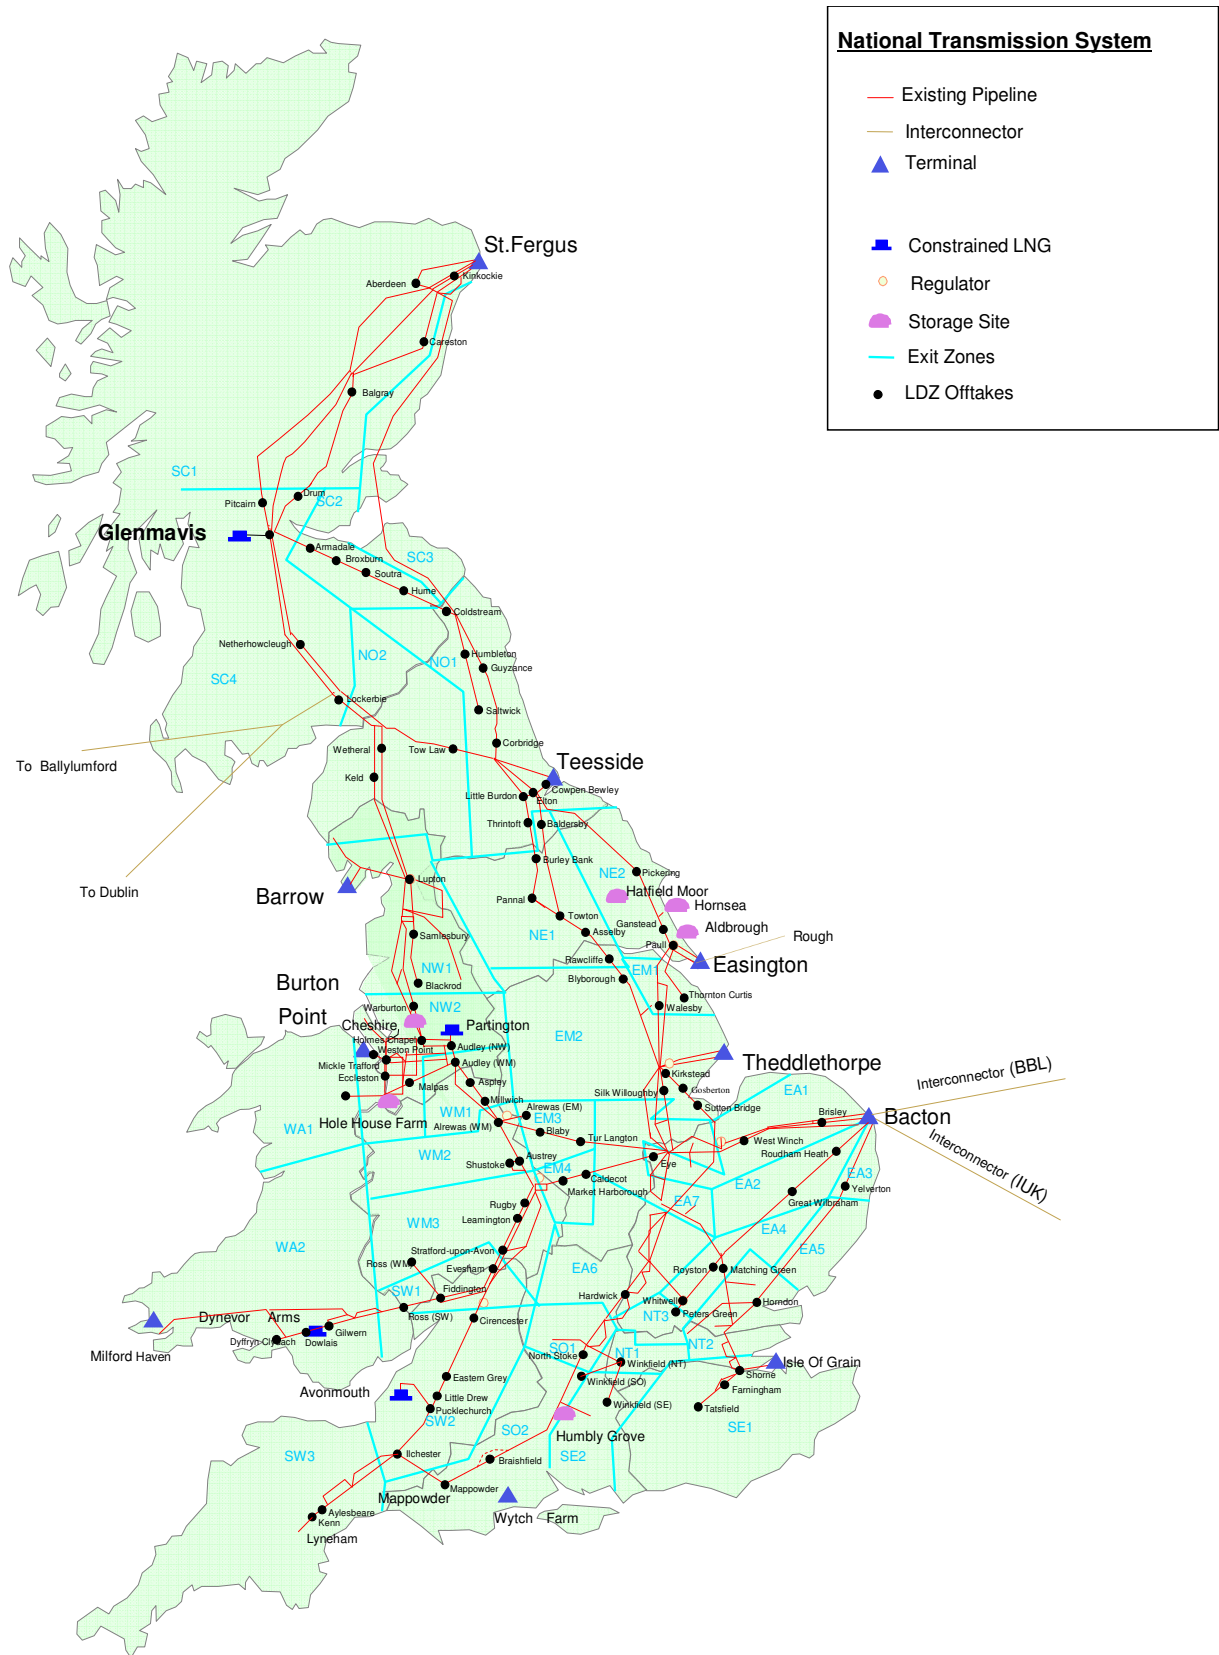 National Transmission System
Existing Pipeline
Interconnector
Terminal
Constrained LNG
Regulator
Storage Site
Exit Zones
LDZ Offtakes
St.Fergus
Kinkockie
Aberdeen
Careston
Balgray
SC1
Drum
SC2
Pitcairn
Glenmavis
Armadale
SC3
Broxburn
Soutra
Hume
Coldstream
Netherhowcleugh
NO2
NO1
Humbleton
Guyzance
SC4
Lockerbie
Saltwick
Corbridge
Wetheral
Tow Law
To Ballylumford
Teesside
Keld
Cowpen Bewley
Little Burdon
Elton
Thrintoft
Baldersby
Burley Bank
NE2
Pickering
To Dublin
Lupton
Barrow
Hatfield Moor
Hornsea
Pannal
Towton
Ganstead
Aldbrough
Samlesbury
NE1
Asselby
Paull
Rough
Rawcliffe
Easington
NW1
EM1
Blyborough
Burton
Point
Blackrod
Thornton Curtis
Warburton
NW2
Walesby
Cheshire
Partington
EM2
Holmes Chapel
Audley (NW)
Weston Point
Mickle Trafford
Audley (WM)
Theddlethorpe
Eccleston
Malpas
Aspley
Kirkstead
Interconnector (BBL)
Silk Willoughby
Gosberton
EA1
Millwich
Sutton Bridge
Hole House Farm
WM1
Alrewas (EM)
EM3
Brisley
Bacton
Alrewas (WM)
Blaby
WA1
Tur Langton
West Winch
Interconnector (IUK)
WM2
Austrey
Roudham Heath
Shustoke
EM4
Eye
Caldecot
EA3
Market Harborough
EA2
Yelverton
Rugby
EA7
Great Wilbraham
Leamington
WM3
EA4
WA2
Stratford-upon-Avon
EA5
Ross (WM)
Evesham
EA6
Royston
Matching Green
SW1
Fiddington
Hardwick
Whitwell
Horndon
Ross (SW)
Peters Green
Dynevor Arms
Cirencester
NT3
Gilwern
Dyffryn Clydach
Dowlais
SO1
NT1
NT2
Milford Haven
North Stoke
Winkfield (NT)
Isle Of Grain
Shorne
Eastern Grey
Winkfield (SO)
Farningham
Avonmouth
Little Drew
Winkfield (SE)
Tatsfield
Pucklechurch
SW2
SO2
SE1
Humbly Grove
SW3
Ilchester
SE2
Braishfield
Mappowder
Mappowder
Aylesbeare
Kenn
Wytch Farm
Lyneham